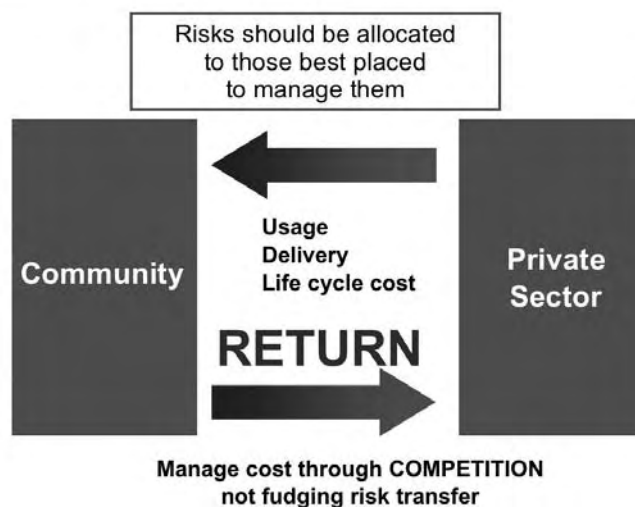 Risks should be allocated
to those best placed
to manage them
Usage
Delivery
Life cycle cost
Community
Private
Sector
RETURN
Manage cost through COMPETITION
not fudging risk transfer